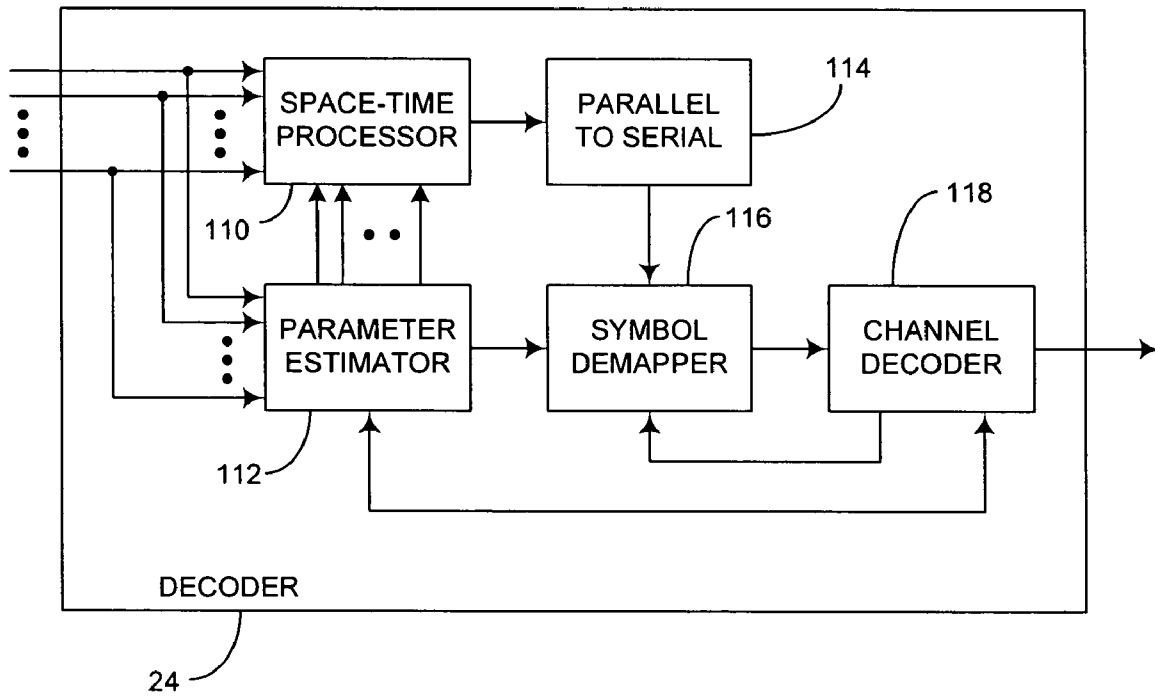 SPACE-TIME
PROCESSOR
PARALLEL
TO SERIAL
114
110
116
118
PARAMETER
ESTIMATOR
SYMBOL
DEMAPPER
CHANNEL
DECODER
112
DECODER
24